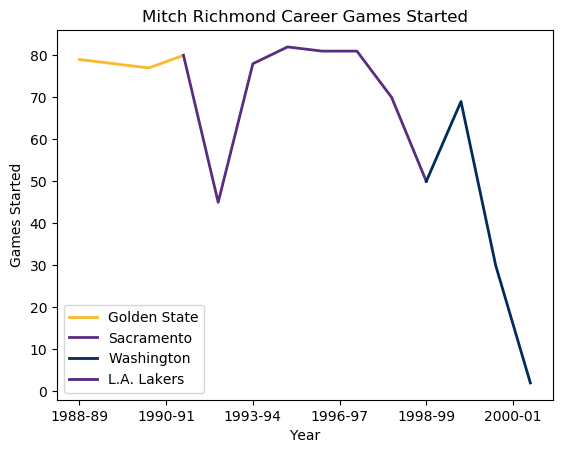 Mitch Richmond Career Games Started
80
70
60
50
40
30
20
10
0
Games Started
Golden State
Sacramento
Washington
L.A. Lakers
1988-89 1990-91 1993-94 1996-97 1998-99 2000-01
Year